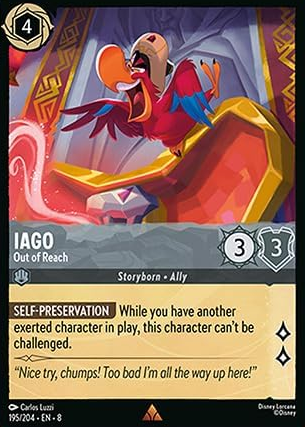 4
IAGO
Out of Reach
3
3
Storyborn • Ally
SELF-PRESERVATION While you have another
exerted character in play, this character can't be
challenged.
"Nice try, chumps! Too bad I'm all the way up here!"
Carlos Luzzi
195/204 • EN • 8
Disney Lorcana
©Disney